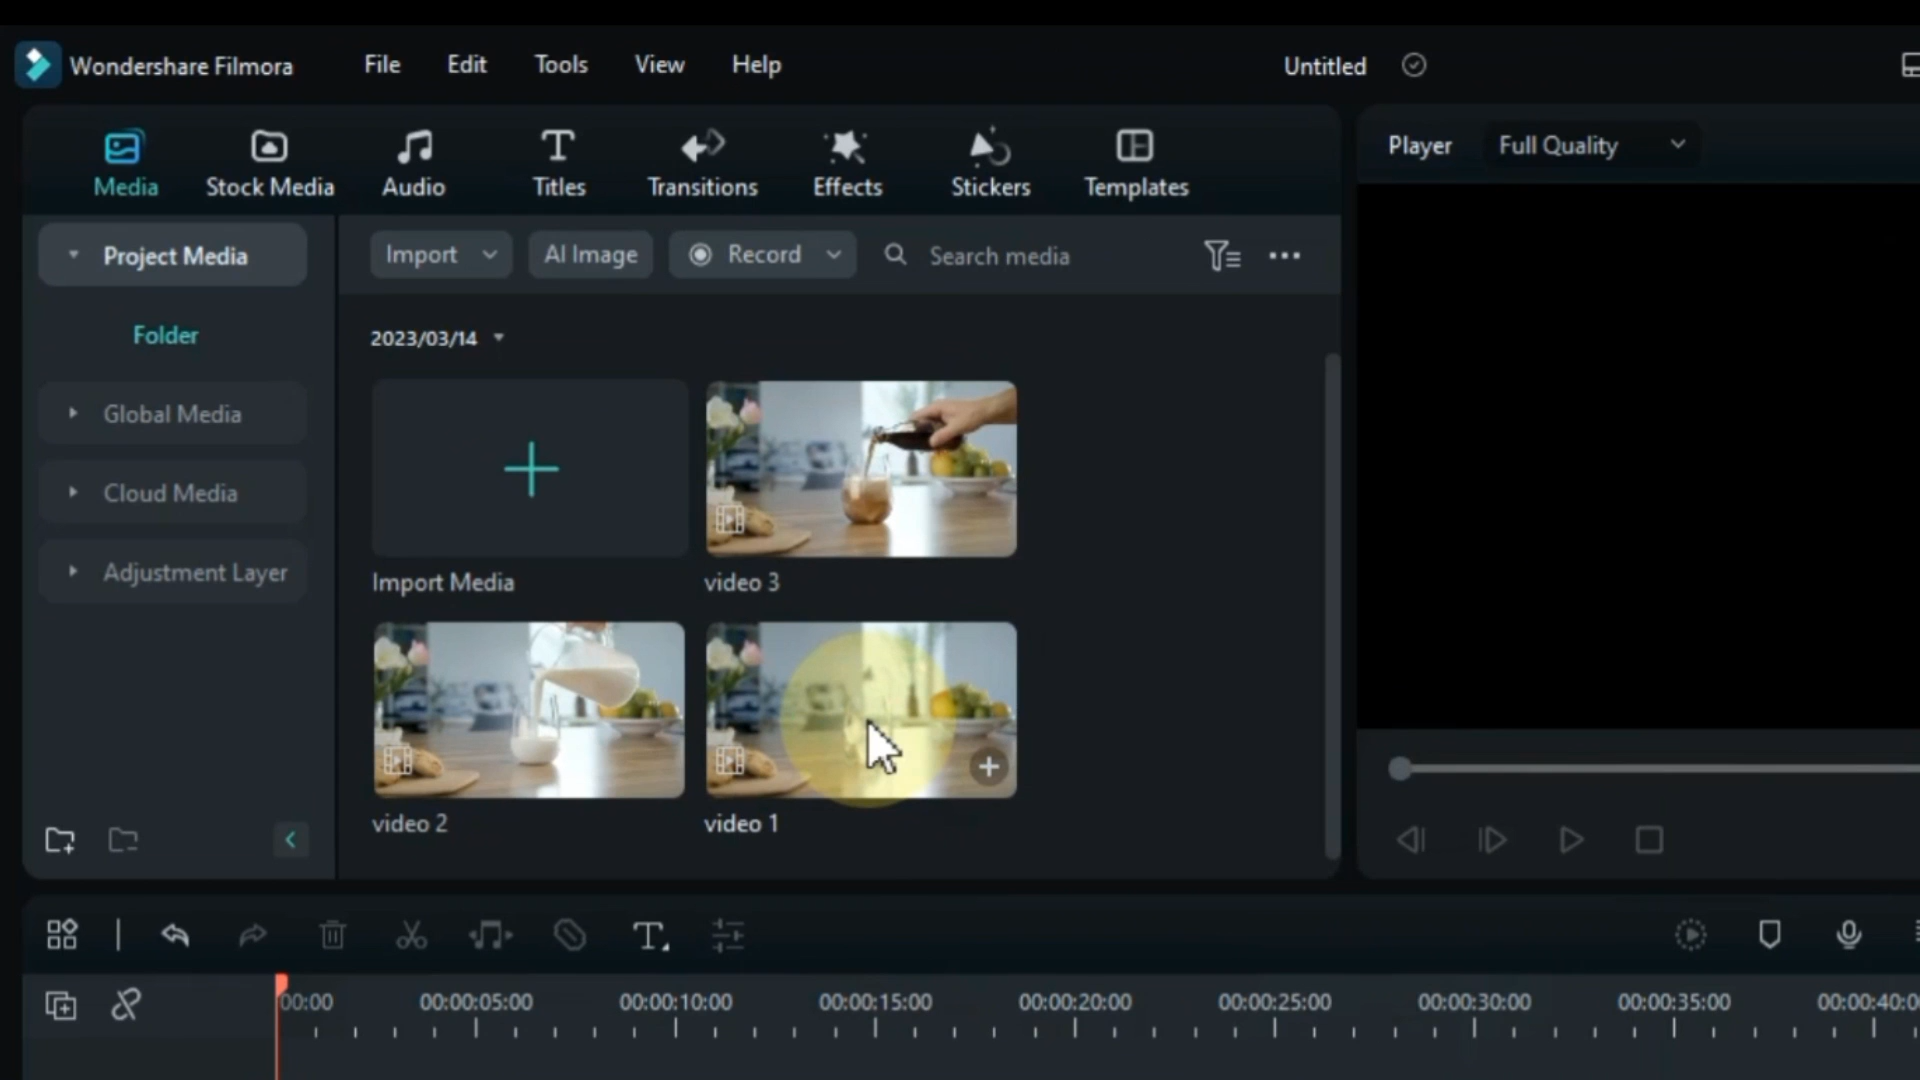 Wondershare Filmora File Edit Tools View Help Untitled
Media Stock Media Audio Titles Transitions Effects Stickers Templates
Player Full Quality
Project Media
Import AI Image Record Search media
Folder
2023/03/14
Global Media
Cloud Media
Adjustment Layer
Import Media video 3
video 2 video 1
00:00 00:00:05:00 00:00:10:00 00:00:15:00 00:00:20:00 00:00:25:00 00:00:30:00 00:00:35:00